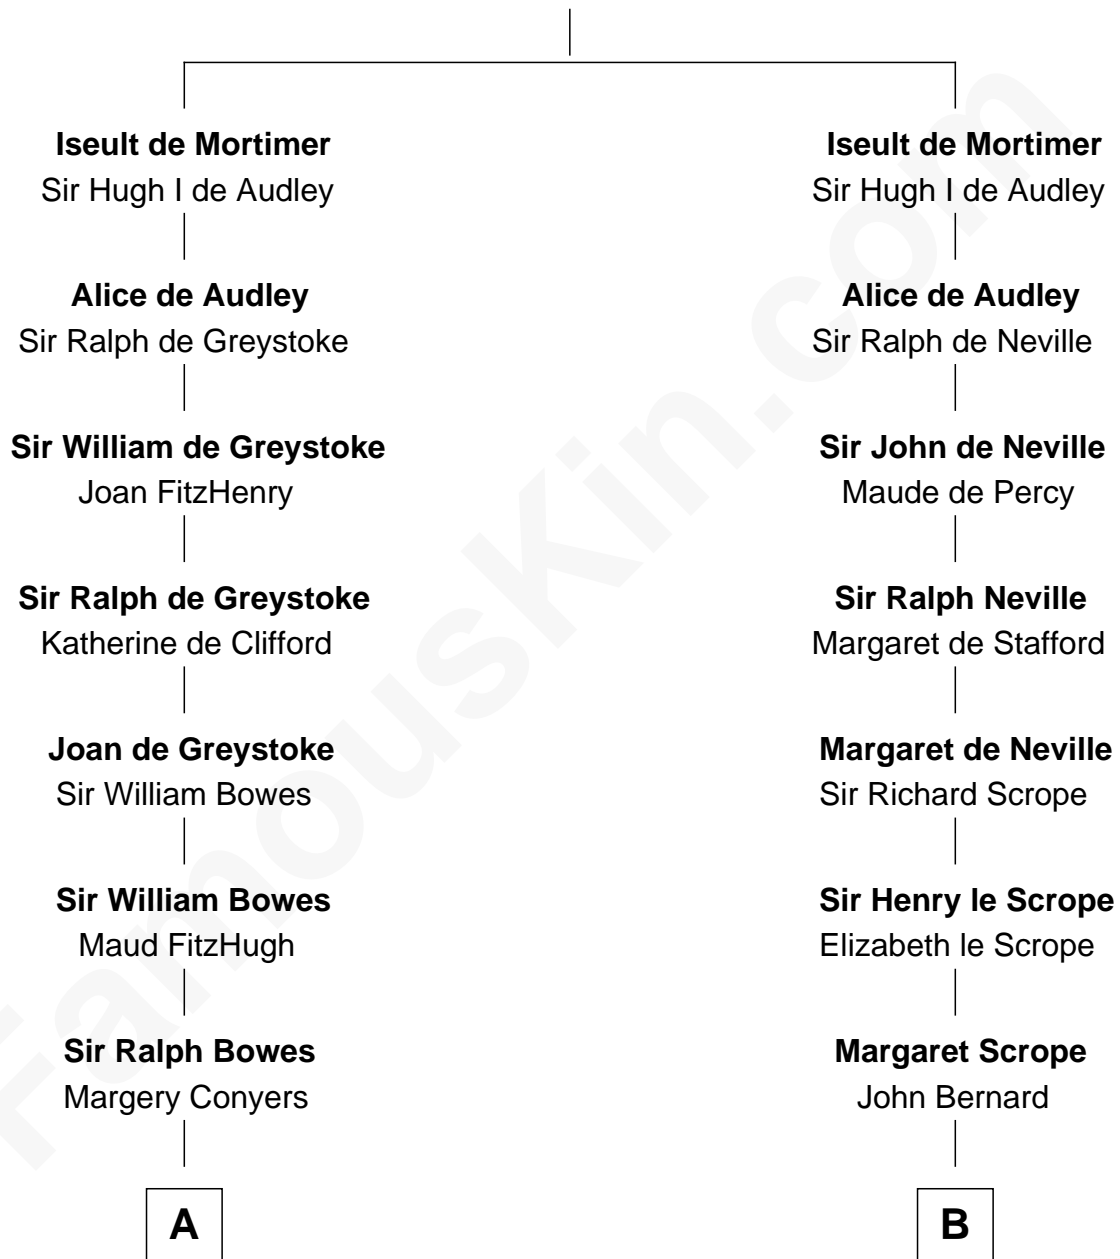 Iseult de Mortimer
Sir Hugh I de Audley
Alice de Audley
Sir Ralph de Greystoke
Sir William de Greystoke
Joan FitzHenry
Sir Ralph de Greystoke
Katherine de Clifford
Joan de Greystoke
Sir William Bowes
Sir William Bowes
Maud FitzHugh
Sir Ralph Bowes
Margery Conyers
A
Iseult de Mortimer
Sir Hugh I de Audley
Alice de Audley
Sir Ralph de Neville
Sir John de Neville
Maude de Percy
Sir Ralph Neville
Margaret de Stafford
Margaret de Neville
Sir Richard Scrope
Sir Henry le Scrope
Elizabeth le Scrope
Margaret Scrope
John Bernard
B
FamousKin.com